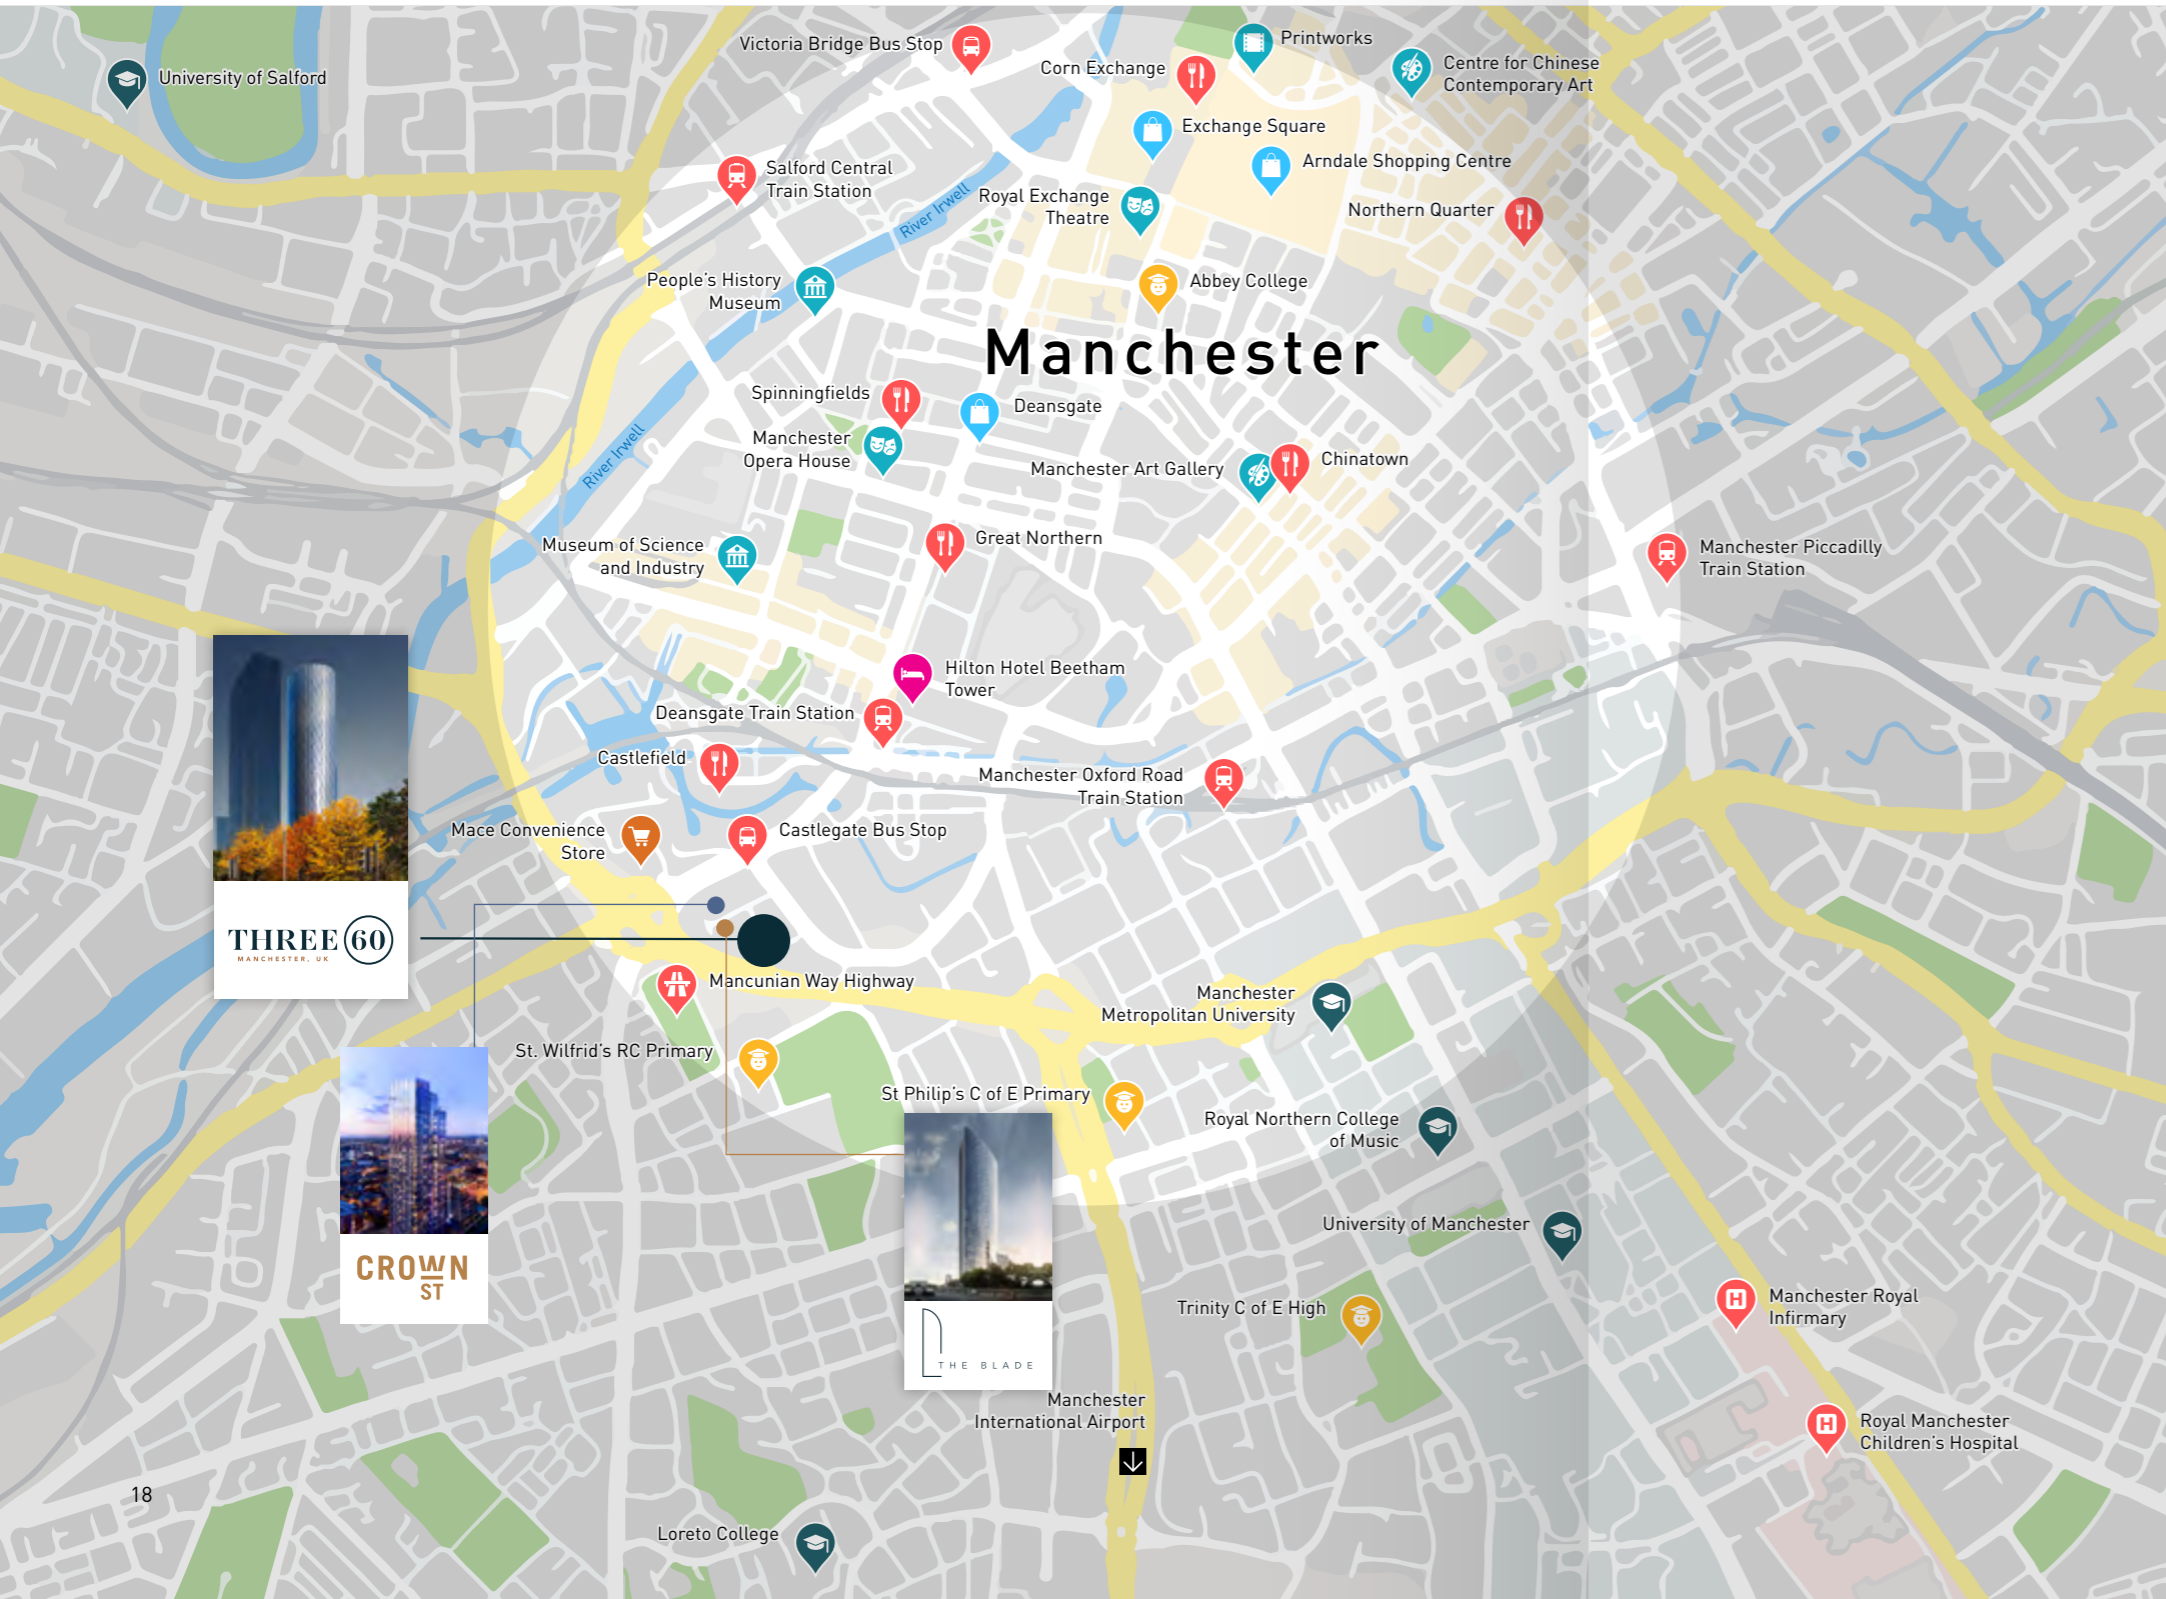 Victoria Bridge Bus Stop
Printworks
Corn Exchange
Centre for Chinese
Contemporary Art
University of Salford
Exchange Square
Arndale Shopping Centre
Salford Central
Train Station
River Irwell
Royal Exchange
Theatre
Northern Quarter
People's History
Museum
Abbey College
Manchester
Spinningfields
Deansgate
Manchester
Opera House
River Irwell
Manchester Art Gallery
Chinatown
Museum of Science
and Industry
Great Northern
Manchester Piccadilly
Train Station
Hilton Hotel Beetham
Tower
Deansgate Train Station
Castlefield
Manchester Oxford Road
Train Station
Mace Convenience
Store
Castlegate Bus Stop
THREE 60
MANCHESTER, UK
Mancunian Way Highway
Manchester
Metropolitan University
St. Wilfrid's RC Primary
St Philip's C of E Primary
Royal Northern College
of Music
University of Manchester
CROWN
ST
Trinity C of E High
Manchester Royal
Infirmary
THE BLADE
Manchester
International Airport
Royal Manchester
Children's Hospital
18
Loreto College